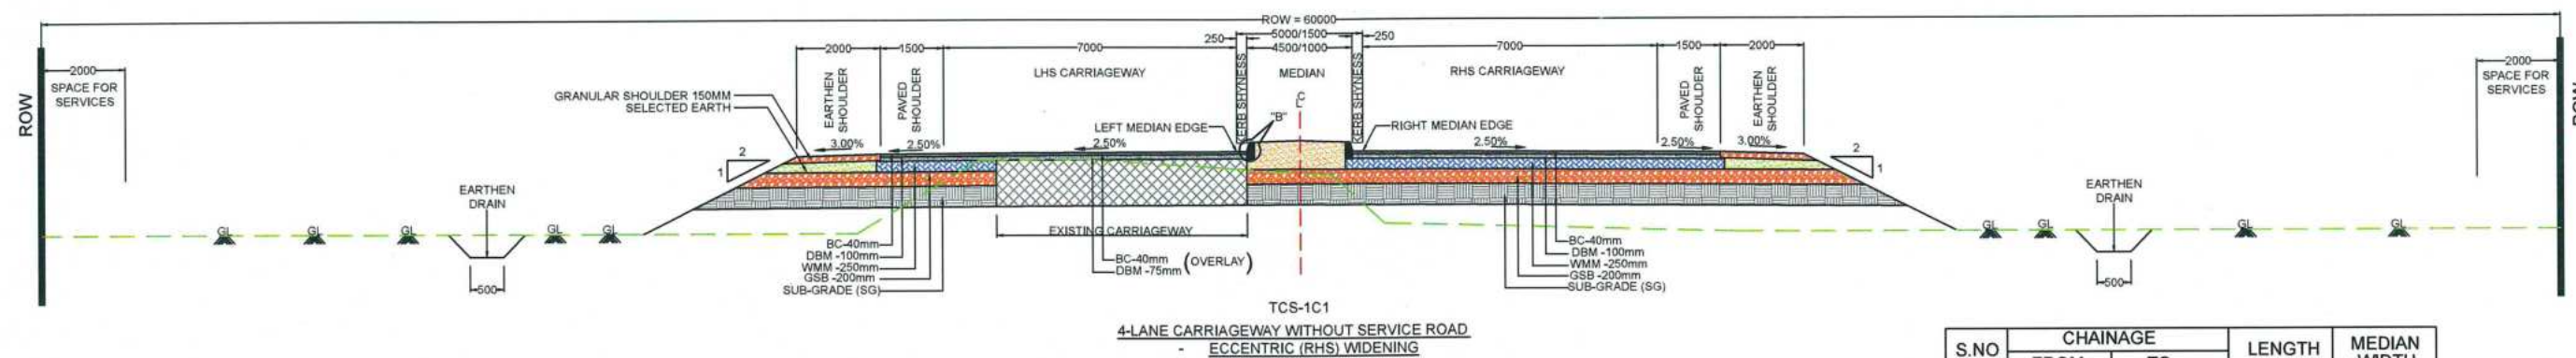 ROW = 60000
5000/1500
250
250
2000
1500
7000
4500/1000
7000
1500
2000
2000
SPACE FOR
SERVICES
ROW
EARTHEN
SHOULDER
PAVED
SHOULDER
LHS CARRIAGEWAY
KERB SHYNESS
MEDIAN
KERB SHYNESS
RHS CARRIAGEWAY
PAVED
SHOULDER
EARTHEN
SHOULDER
2000
SPACE FOR
SERVICES
ROW
GRANULAR SHOULDER 150MM
SELECTED EARTH
CL
"B"
LEFT MEDIAN EDGE
RIGHT MEDIAN EDGE
3.00%
2.50%
2.50%
2.50%
2.50%
3.00%
2
1
2
1
EARTHEN
DRAIN
EARTHEN
DRAIN
GL
GL
GL
GL
GL
GL
GL
GL
GL
500
500
EXISTING CARRIAGEWAY
BC-40mm
DBM -100mm
WMM -250mm
GSB -200mm
SUB-GRADE (SG)
BC-40mm
DBM -75mm
(OVERLAY)
BC-40mm
DBM -100mm
WMM -250mm
GSB -200mm
SUB-GRADE (SG)
TCS-1C1
4-LANE CARRIAGEWAY WITHOUT SERVICE ROAD
- ECCENTRIC (RHS) WIDENING
S.NO
CHAINAGE
LENGTH
MEDIAN